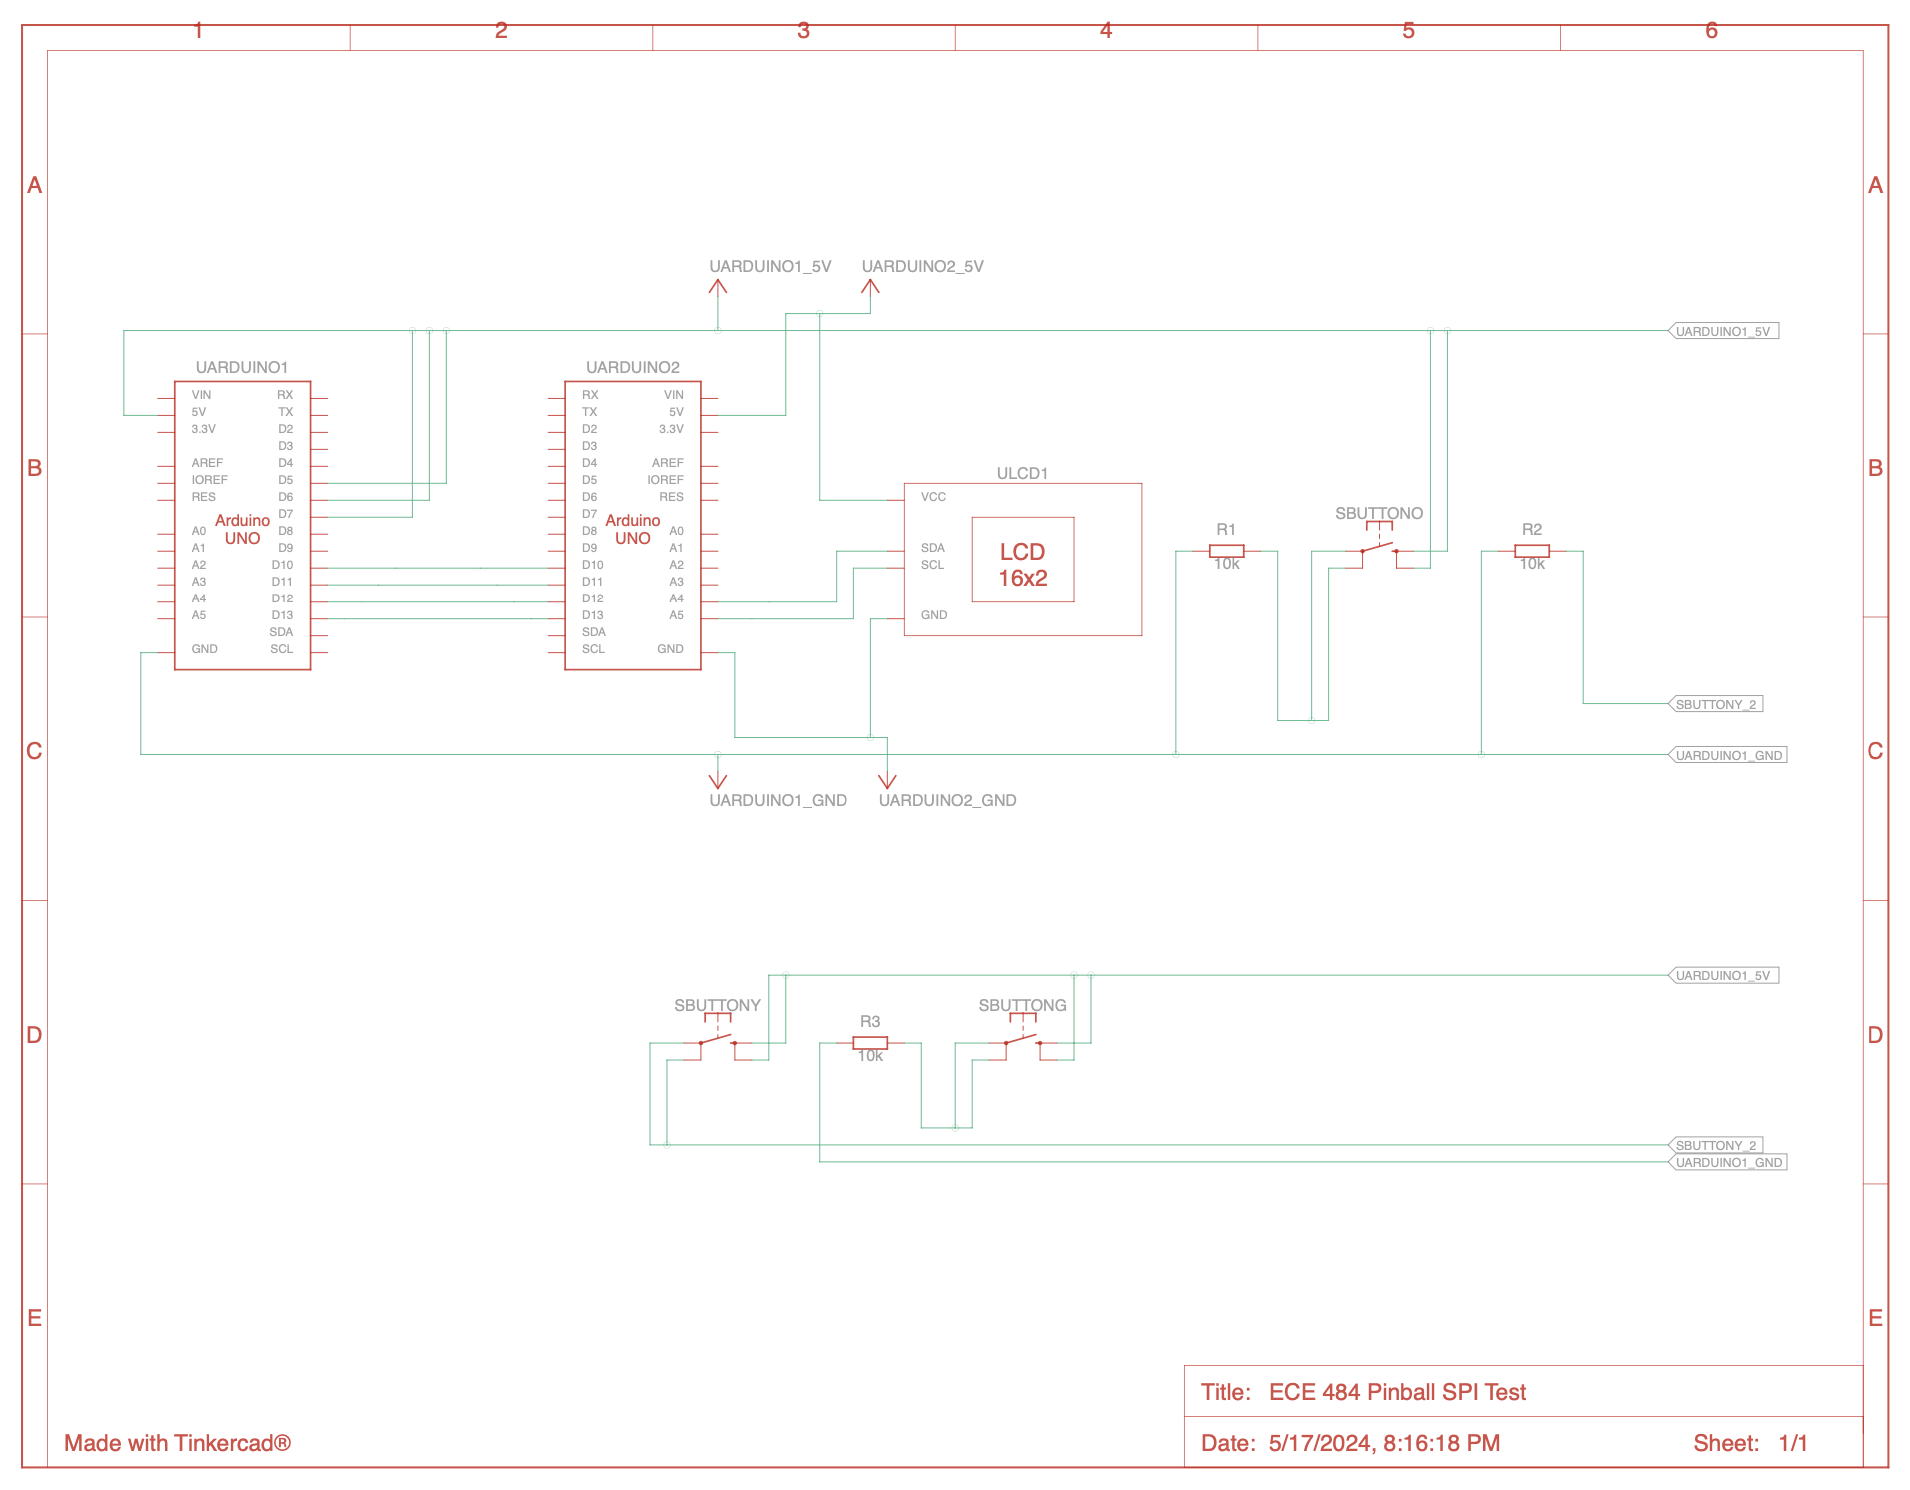 1 2 3 4 5 6
A A
UARDUINO1_5V UARDUINO2_5V
UARDUINO1_5V
UARDUINO1
VIN RX
5V TX
3.3V D2
D3
AREF D4
IOREF D5
RES D6
D7
A0 D8
A1 D9
A2 D10
A3 D11
A4 D12
A5 D13
SDA
GND SCL
Arduino
UNO
UARDUINO2
RX VIN
TX 5V
D2 3.3V
D3
D4 AREF
D5 IOREF
D6 RES
D7
D8 A0
D9 A1
D10 A2
D11 A3
D12 A4
D13 A5
SDA
SCL GND
Arduino
UNO
B B
ULCD1
VCC
SDA
SCL
GND
LCD
16x2
R1
10k
SBUTTONO
R2
10k
SBUTTONY_2
C C
UARDUINO1_GND
UARDUINO1_GND UARDUINO2_GND
UARDUINO1_5V
SBUTTONY
R3
10k
SBUTTONG
D D
SBUTTONY_2
UARDUINO1_GND
E E
Title: ECE 484 Pinball SPI Test
Made with Tinkercad®
Date: 5/17/2024, 8:16:18 PM Sheet: 1/1